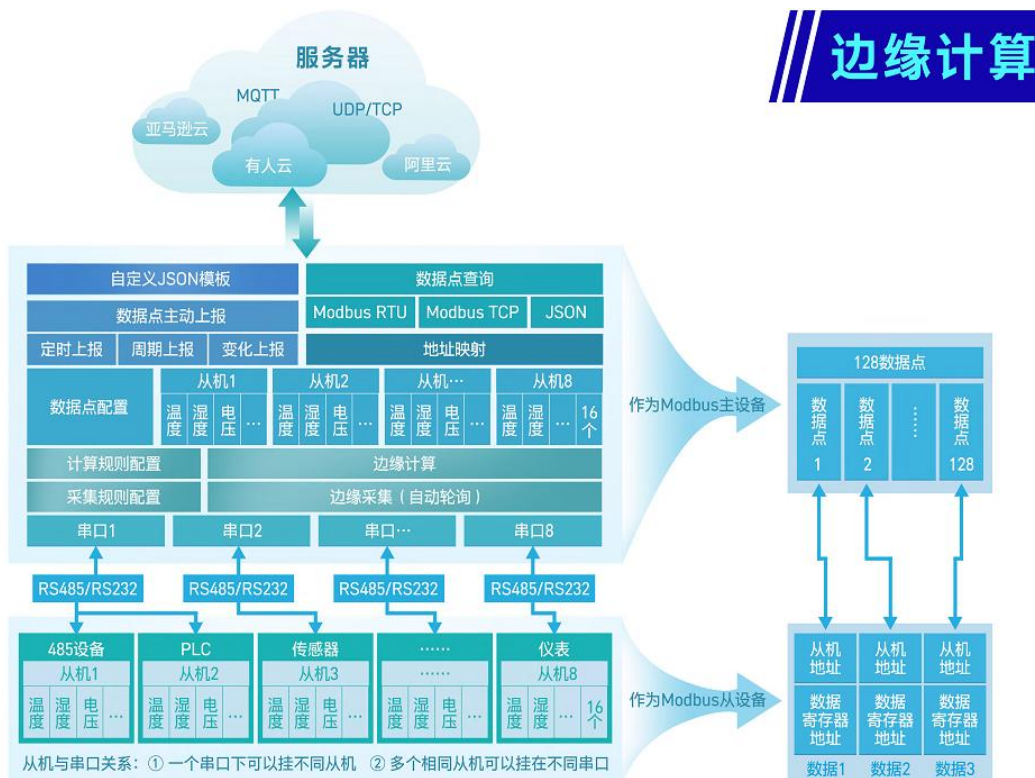 边缘计算
服务器
MQTT
UDP/TCP
亚马逊云
有人云
阿里云
自定义JSON模板
数据点查询
数据点主动上报
Modbus RTU
Modbus TCP
JSON
定时上报
周期上报
变化上报
地址映射
数据点配置
从机1
从机2
从机…
从机8
温度
湿度
电压
…
温度
湿度
电压
…
温度
湿度
电压
…
温度
湿度
…
16个
计算规则配置
边缘计算
采集规则配置
边缘采集（自动轮询）
串口1
串口2
串口…
串口8
RS485/RS232
RS485/RS232
RS485/RS232
RS485/RS232
485设备
PLC
传感器
……
仪表
从机1
从机2
从机3
……
从机8
温度
湿度
电压
…
温度
湿度
电压
…
温度
湿度
电压
…
温度
湿度
电压
…
温度
湿度
…
16个
从机与串口关系：① 一个串口下可以挂不同从机 ② 多个相同从机可以挂在不同串口
作为Modbus主设备
128数据点
数据点
1
数据点
2
……
数据点
128
作为Modbus从设备
从机
地址
从机
地址
从机
地址
数据
寄存器
地址
数据
寄存器
地址
数据
寄存器
地址
数据1
数据2
数据3